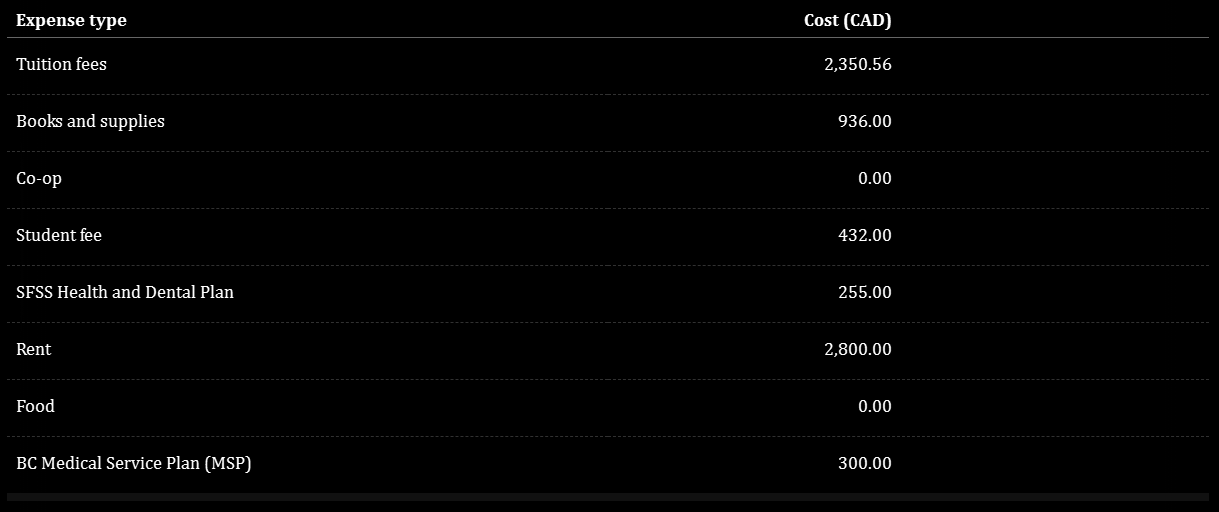 Expense type Cost (CAD)
Tuition fees 2,350.56
Books and supplies 936.00
Co-op 0.00
Student fee 432.00
SFSS Health and Dental Plan 255.00
Rent 2,800.00
Food 0.00
BC Medical Service Plan (MSP) 300.00